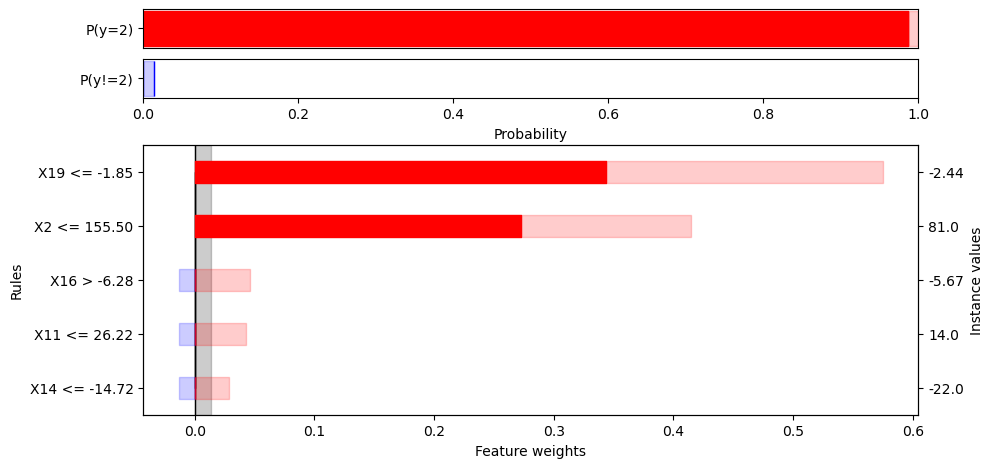 P(y=2)
P(y!=2)
0.0 0.2 0.4 0.6 0.8 1.0
Probability
X19 <= -1.85 -2.44
X2 <= 155.50 81.0
X16 > -6.28 -5.67
X11 <= 26.22 14.0
X14 <= -14.72 -22.0
Rules
Instance values
0.0 0.1 0.2 0.3 0.4 0.5 0.6
Feature weights